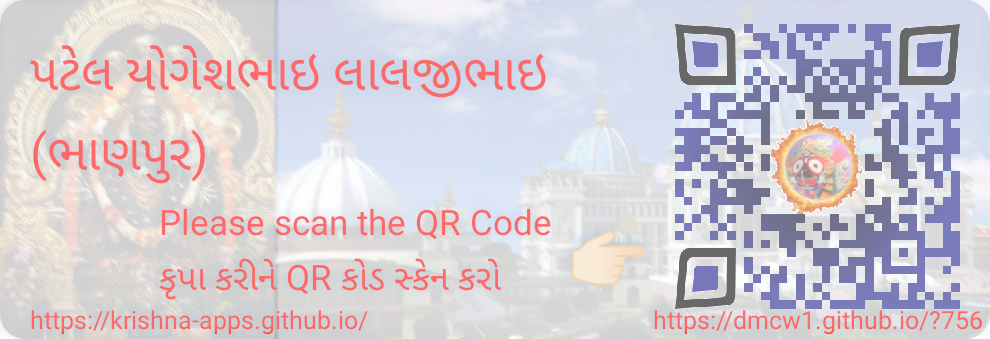 પટેલ યોગેશભાઇ લાલજીભાઇ
(ભાણપુર)
Please scan the QR Code
કૃપા કરીને QR કોડ સ્કેન કરો
https://krishna-apps.github.io/
https://dmcw1.github.io/?756